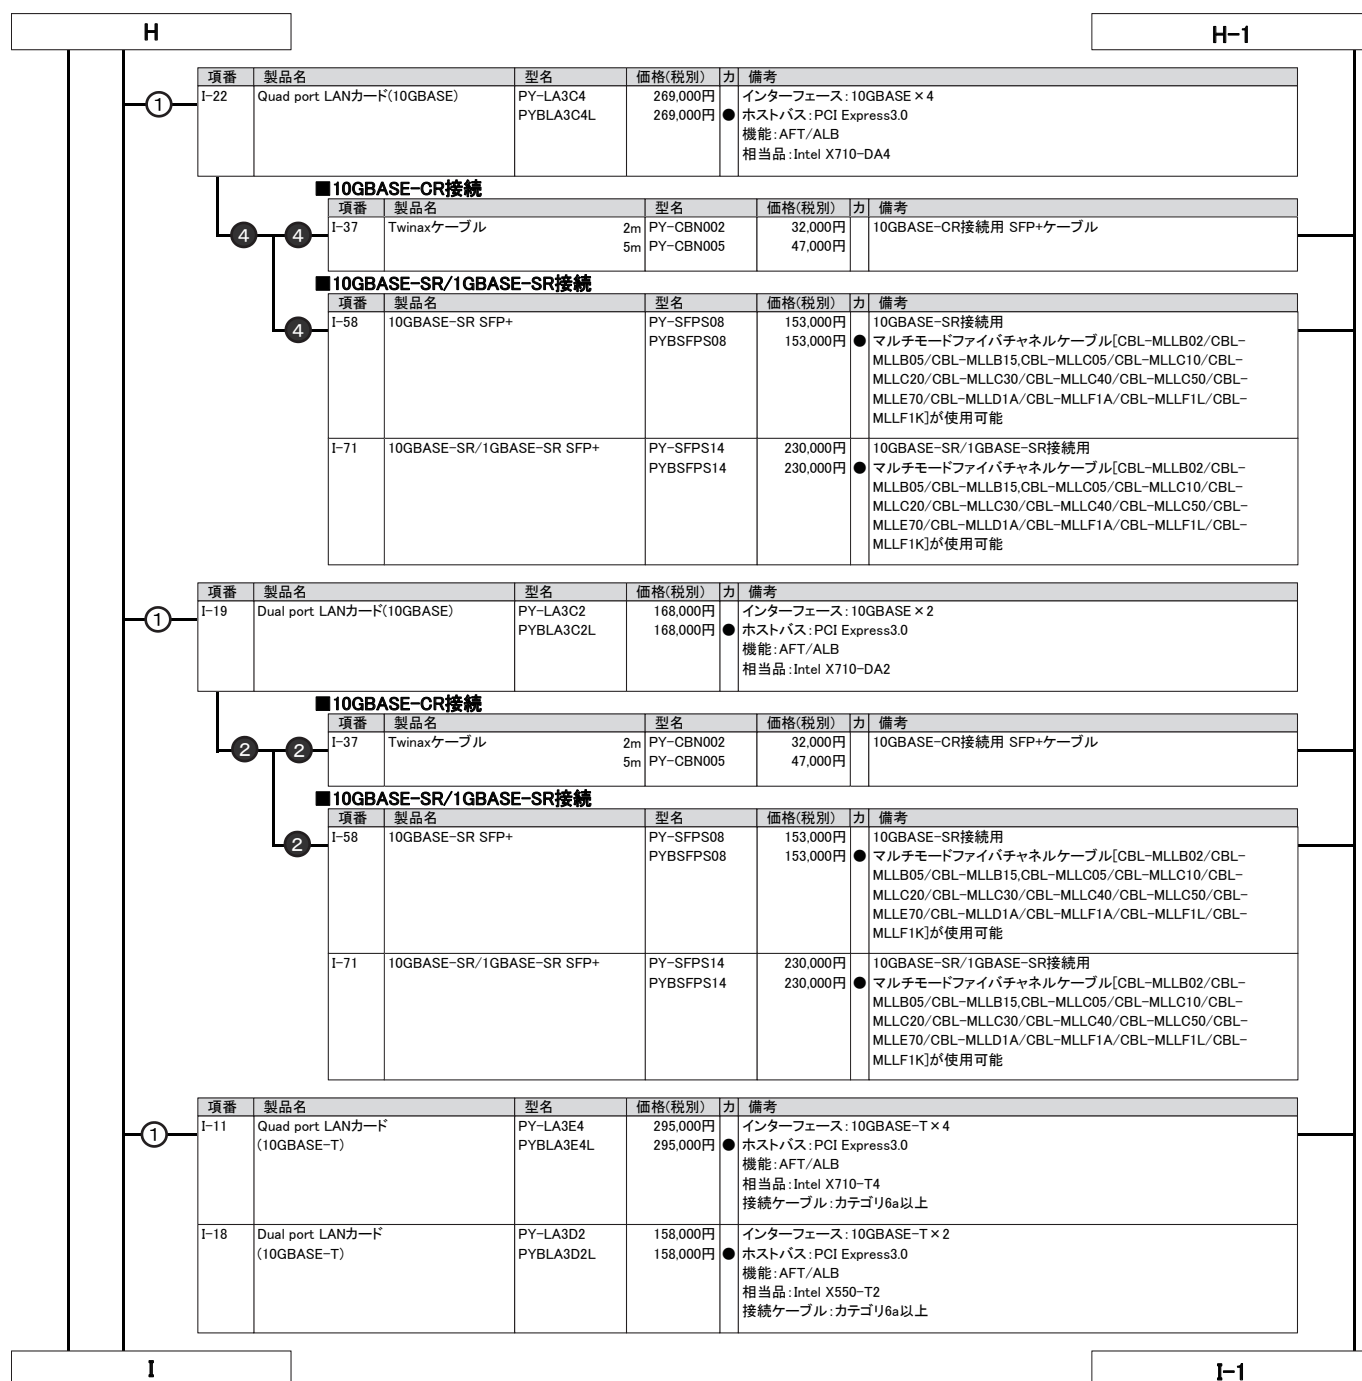 H
H-1
項番 製品名 型名 価格(税別) カ 備考
① I-22 Quad port LANカード(10GBASE) PY-LA3C4 269,000円 インターフェース:10GBASE×4
PYBLA3C4L 269,000円 ● ホストバス:PCI Express3.0
機能:AFT/ALB
相当品:Intel X710-DA4
■10GBASE-CR接続
項番 製品名 型名 価格(税別) カ 備考
4 4 I-37 Twinaxケーブル 2m PY-CBN002 32,000円 10GBASE-CR接続用 SFP+ケーブル
5m PY-CBN005 47,000円
■10GBASE-SR/1GBASE-SR接続
項番 製品名 型名 価格(税別) カ 備考
4 I-58 10GBASE-SR SFP+ PY-SFPS08 153,000円 10GBASE-SR接続用
PYBSFPS08 153,000円 ● マルチモードファイバチャネルケーブル[CBL-MLLB02/CBL-
MLLB05/CBL-MLLB15,CBL-MLLC05/CBL-MLLC10/CBL-
MLLC20/CBL-MLLC30/CBL-MLLC40/CBL-MLLC50/CBL-
MLLE70/CBL-MLLD1A/CBL-MLLF1A/CBL-MLLF1L/CBL-
MLLF1K]が使用可能
I-71 10GBASE-SR/1GBASE-SR SFP+ PY-SFPS14 230,000円 10GBASE-SR/1GBASE-SR接続用
PYBSFPS14 230,000円 ● マルチモードファイバチャネルケーブル[CBL-MLLB02/CBL-
MLLB05/CBL-MLLB15,CBL-MLLC05/CBL-MLLC10/CBL-
MLLC20/CBL-MLLC30/CBL-MLLC40/CBL-MLLC50/CBL-
MLLE70/CBL-MLLD1A/CBL-MLLF1A/CBL-MLLF1L/CBL-
MLLF1K]が使用可能
項番 製品名 型名 価格(税別) カ 備考
① I-19 Dual port LANカード(10GBASE) PY-LA3C2 168,000円 インターフェース:10GBASE×2
PYBLA3C2L 168,000円 ● ホストバス:PCI Express3.0
機能:AFT/ALB
相当品:Intel X710-DA2
■10GBASE-CR接続
項番 製品名 型名 価格(税別) カ 備考
2 2 I-37 Twinaxケーブル 2m PY-CBN002 32,000円 10GBASE-CR接続用 SFP+ケーブル
5m PY-CBN005 47,000円
■10GBASE-SR/1GBASE-SR接続
項番 製品名 型名 価格(税別) カ 備考
2 I-58 10GBASE-SR SFP+ PY-SFPS08 153,000円 10GBASE-SR接続用
PYBSFPS08 153,000円 ● マルチモードファイバチャネルケーブル[CBL-MLLB02/CBL-
MLLB05/CBL-MLLB15,CBL-MLLC05/CBL-MLLC10/CBL-
MLLC20/CBL-MLLC30/CBL-MLLC40/CBL-MLLC50/CBL-
MLLE70/CBL-MLLD1A/CBL-MLLF1A/CBL-MLLF1L/CBL-
MLLF1K]が使用可能
I-71 10GBASE-SR/1GBASE-SR SFP+ PY-SFPS14 230,000円 10GBASE-SR/1GBASE-SR接続用
PYBSFPS14 230,000円 ● マルチモードファイバチャネルケーブル[CBL-MLLB02/CBL-
MLLB05/CBL-MLLB15,CBL-MLLC05/CBL-MLLC10/CBL-
MLLC20/CBL-MLLC30/CBL-MLLC40/CBL-MLLC50/CBL-
MLLE70/CBL-MLLD1A/CBL-MLLF1A/CBL-MLLF1L/CBL-
MLLF1K]が使用可能
項番 製品名 型名 価格(税別) カ 備考
① I-11 Quad port LANカード PY-LA3E4 295,000円 インターフェース:10GBASE-T×4
(10GBASE-T) PYBLA3E4L 295,000円 ● ホストバス:PCI Express3.0
機能:AFT/ALB
相当品:Intel X710-T4
接続ケーブル:カテゴリ6a以上
I-18 Dual port LANカード PY-LA3D2 158,000円 インターフェース:10GBASE-T×2
(10GBASE-T) PYBLA3D2L 158,000円 ● ホストバス:PCI Express3.0
機能:AFT/ALB
相当品:Intel X550-T2
接続ケーブル:カテゴリ6a以上
I
I-1